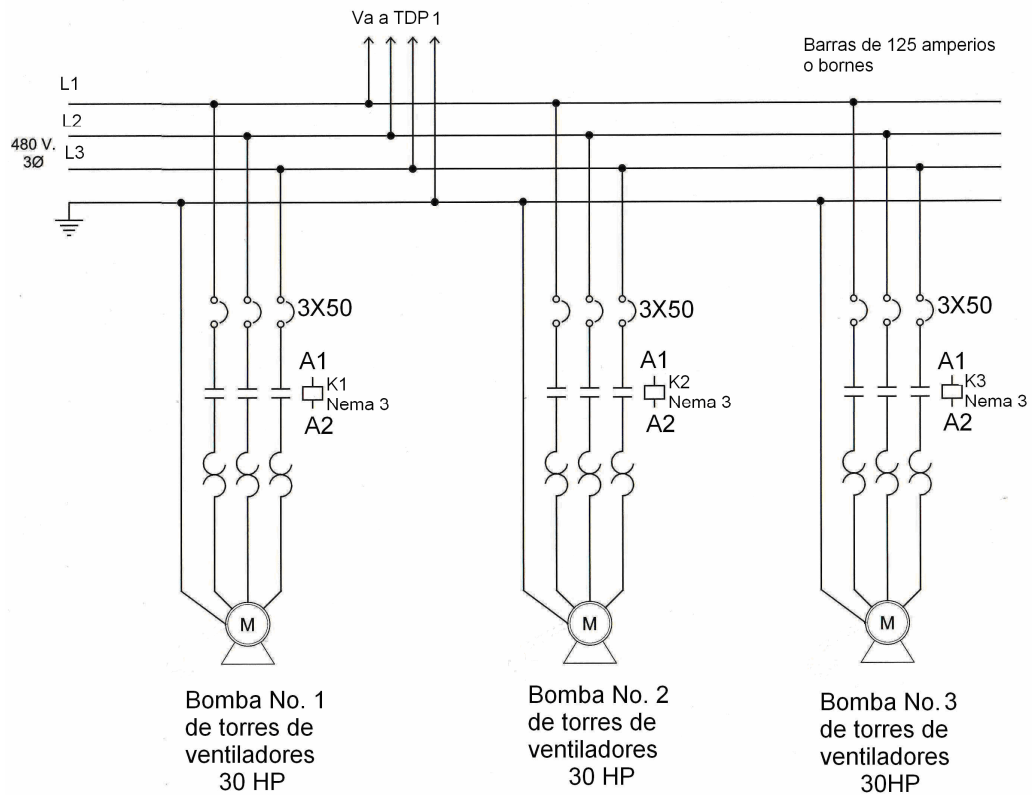 Va a TDP 1
Barras de 125 amperios
o bornes
L1
L2
480 V.
3Ø
L3
3X50
A1
K1
Nema 3
A2
3X50
A1
K2
Nema 3
A2
3X50
A1
K3
Nema 3
A2
M
M
M
Bomba No. 1
de torres de
ventiladores
30 HP
Bomba No. 2
de torres de
ventiladores
30 HP
Bomba No. 3
de torres de
ventiladores
30HP